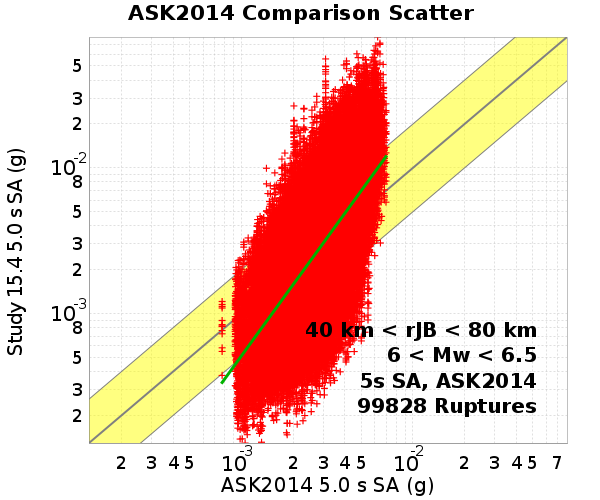 ASK2014 Comparison Scatter
Study 15.4 5.0 s SA (g)
5
3
2
10-2
8
5
3
2
10-3
8
5
3
2
40 km < rJB < 80 km
6 < Mw < 6.5
5s SA, ASK2014
99828 Ruptures
2 3 4 5 10-3 2 3 4 5 10-2 2 3 4 5 7
ASK2014 5.0 s SA (g)